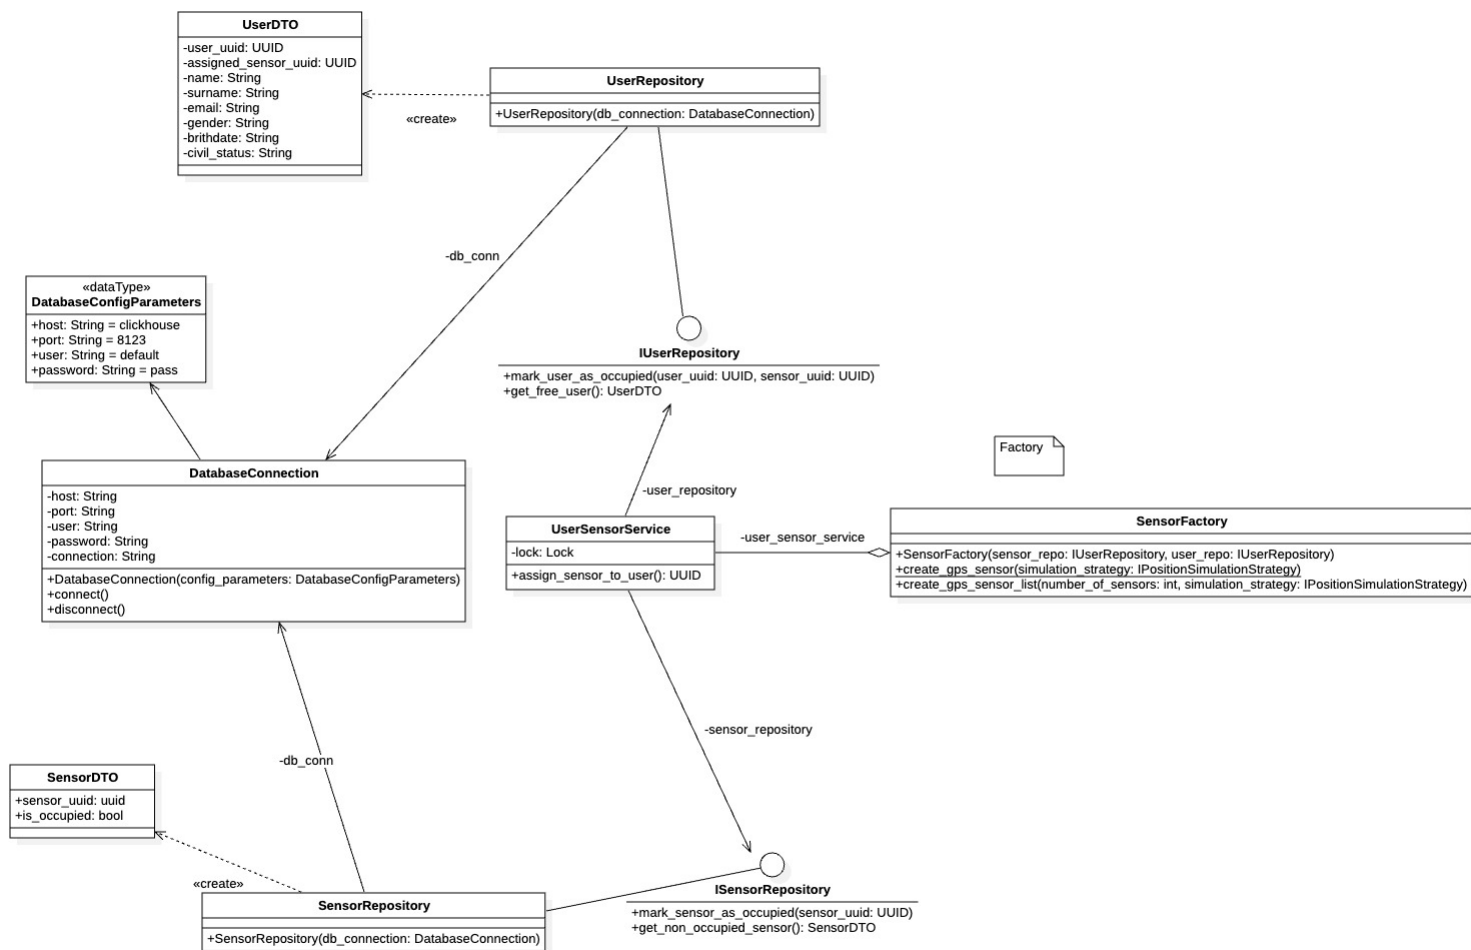 UserDTO
-user_uuid: UUID
-assigned_sensor_uuid: UUID
-name: String
-surname: String
-email: String
-gender: String
-brithdate: String
-civil_status: String
UserRepository
+UserRepository(db_connection: DatabaseConnection)
«create»
-db_conn
«dataType»
DatabaseConfigParameters
+host: String = clickhouse
+port: String = 8123
+user: String = default
+password: String = pass
IUserRepository
+mark_user_as_occupied(user_uuid: UUID, sensor_uuid: UUID)
+get_free_user(): UserDTO
Factory
DatabaseConnection
-host: String
-port: String
-user: String
-password: String
-connection: String
+DatabaseConnection(config_parameters: DatabaseConfigParameters)
+connect()
+disconnect()
-user_repository
UserSensorService
-lock: Lock
+assign_sensor_to_user(): UUID
-user_sensor_service
SensorFactory
+SensorFactory(sensor_repo: IUserRepository, user_repo: IUserRepository)
+create_gps_sensor(simulation_strategy: IPositionSimulationStrategy)
+create_gps_sensor_list(number_of_sensors: int, simulation_strategy: IPositionSimulationStrategy)
-sensor_repository
-db_conn
SensorDTO
+sensor_uuid: uuid
+is_occupied: bool
«create»
SensorRepository
+SensorRepository(db_connection: DatabaseConnection)
ISensorRepository
+mark_sensor_as_occupied(sensor_uuid: UUID)
+get_non_occupied_sensor(): SensorDTO